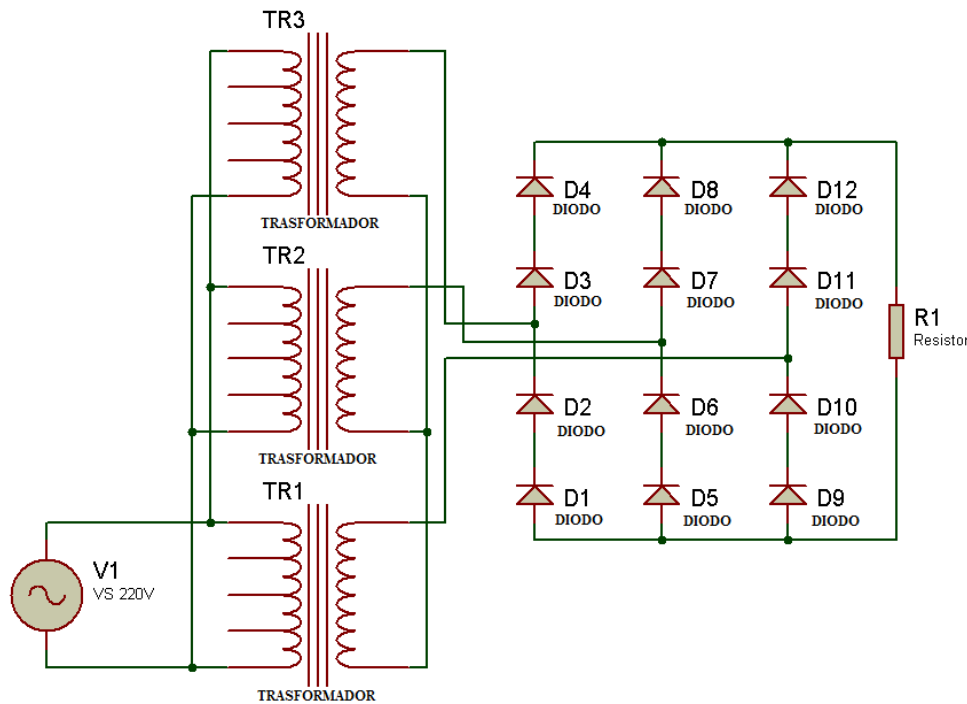 TR3
TRASFORMADOR
TR2
TRASFORMADOR
TR1
TRASFORMADOR
V1
VS 220V
D4
DIODO
D8
DIODO
D12
DIODO
D3
DIODO
D7
DIODO
D11
DIODO
R1
Resistor
D2
DIODO
D6
DIODO
D10
DIODO
D1
DIODO
D5
DIODO
D9
DIODO